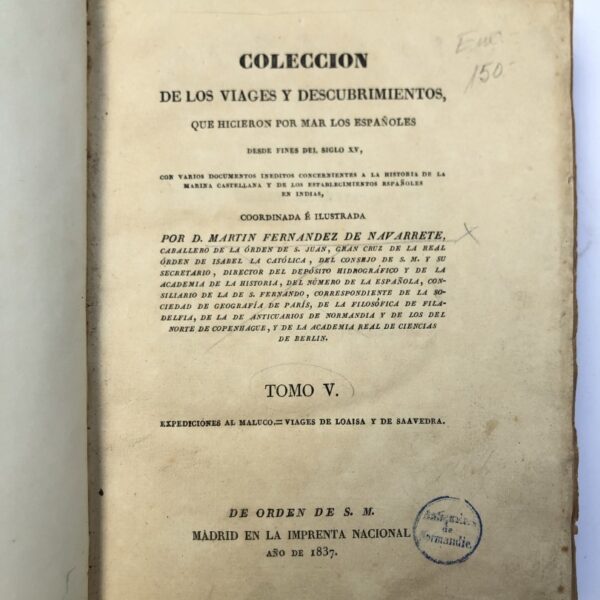 Enc
150
COLECCION
DE LOS VIAGES Y DESCUBRIMIENTOS,
QUE HICIERON POR MAR LOS ESPAÑOLES
DESDE FINES DEL SIGLO XV,
CON VARIOS DOCUMENTOS INEDITOS CONCERNIENTES A LA HISTORIA DE LA
MARINA CASTELLANA Y DE LOS ESTABLECIMIENTOS ESPAÑOLES
EN INDIAS,
COORDINADA É ILUSTRADA
POR D. MARTIN FERNANDEZ DE NAVARRETE,
CABALLERO DE LA ÓRDEN DE S. JUAN, GRAN CRUZ DE LA REAL
ÓRDEN DE ISABEL LA CATÓLICA, DEL CONSEJO DE S. M. Y SU
SECRETARIO, DIRECTOR DEL DEPÓSITO HIDROGRÁFICO Y DE LA
ACADEMIA DE LA HISTORIA, DEL NÚMERO DE LA ESPAÑOLA, CON-
SILIARIO DE LA DE S. FERNANDO, CORRESPONDIENTE DE LA SO-
CIEDAD DE GEOGRAFÍA DE PARÍS, DE LA FILOSÓFICA DE FILA-
DELFIA, DE LA DE ANTICUARIOS DE NORMANDIA Y DE LOS DEL
NORTE DE COPENHAGUE, Y DE LA ACADEMIA REAL DE CIENCIAS
DE BERLIN.
TOMO V.
EXPEDICIONES AL MALUCO.=VIAGES DE LOAISA Y DE SAAVEDRA.
DE ORDEN DE S. M.
MADRID EN LA IMPRENTA NACIONAL
AÑO DE 1837.
Antiquaires
de
Normandie.